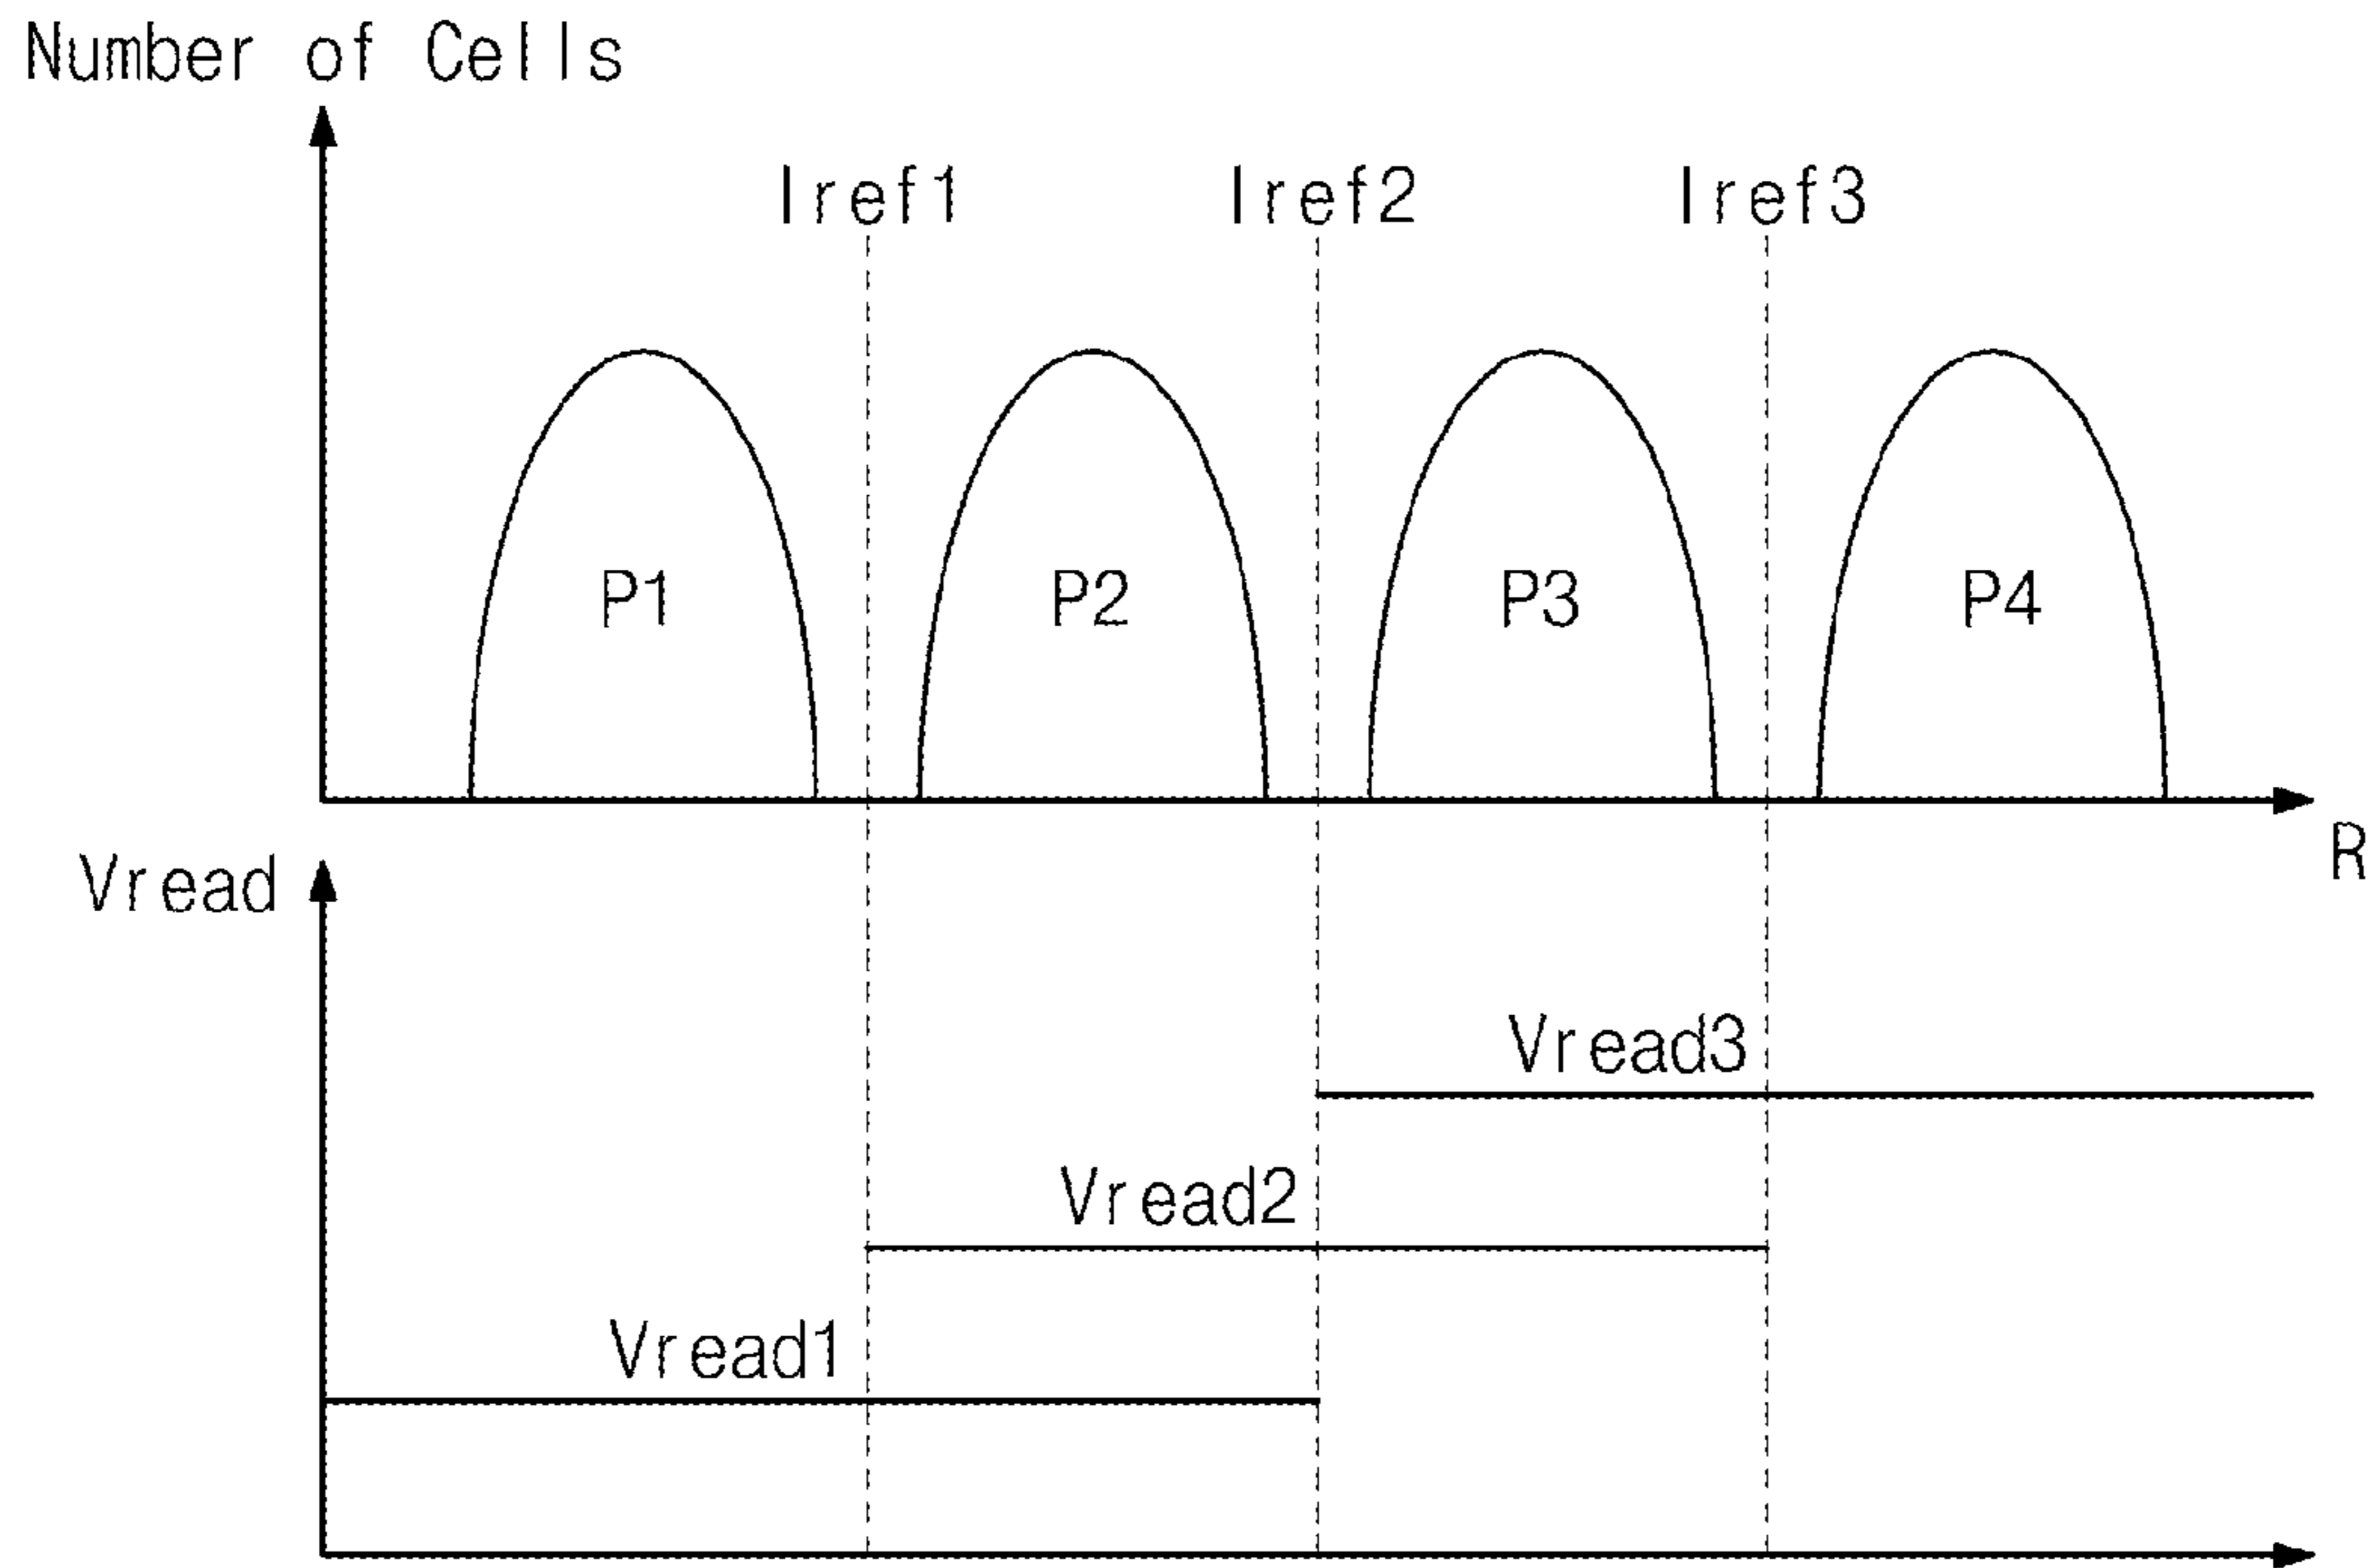 Number of Cells
Iref1 Iref2 Iref3
P1 P2 P3 P4
R
Vread
Vread3
Vread2
Vread1